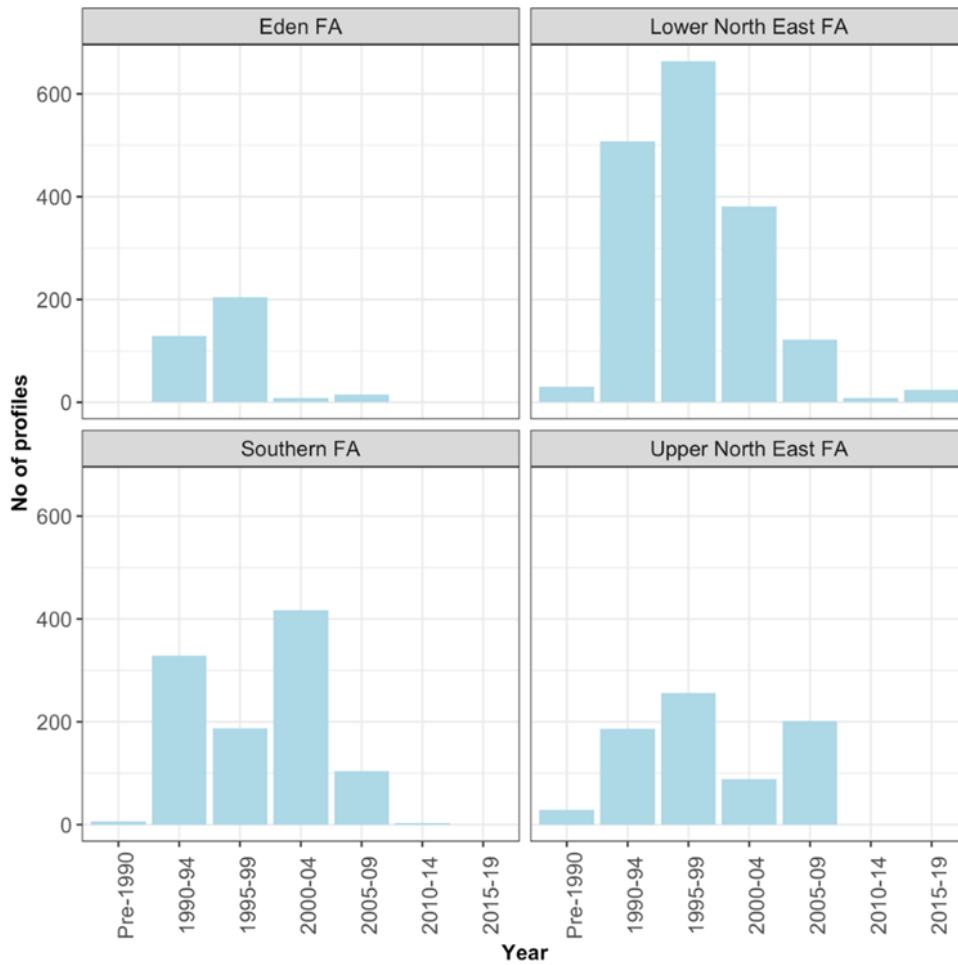 Eden FA
Lower North East FA
600
400
200
0
Southern FA
Upper North East FA
600
400
200
0
No of profiles
Pre-1990
1990-94
1995-99
2000-04
2005-09
2010-14
2015-19
Pre-1990
1990-94
1995-99
2000-04
2005-09
2010-14
2015-19
Year